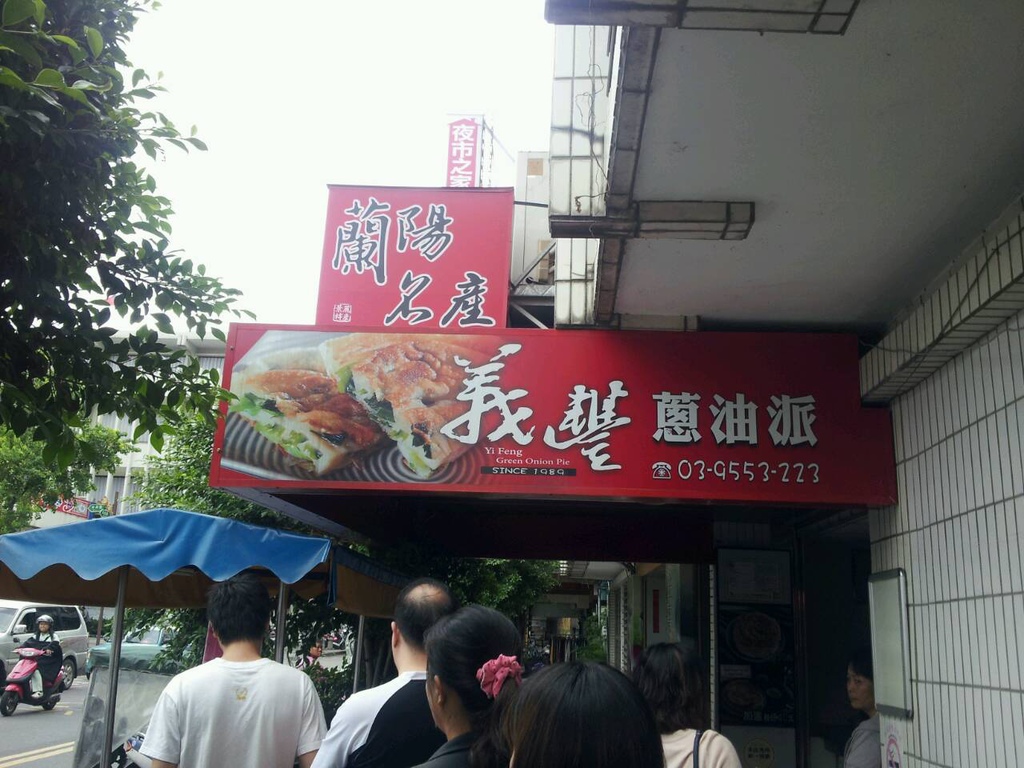 夜市之家
蘭陽
名產
義豐
蔥油派
Yi Feng
Green Onion Pie
SINCE 1989
03-9553-223